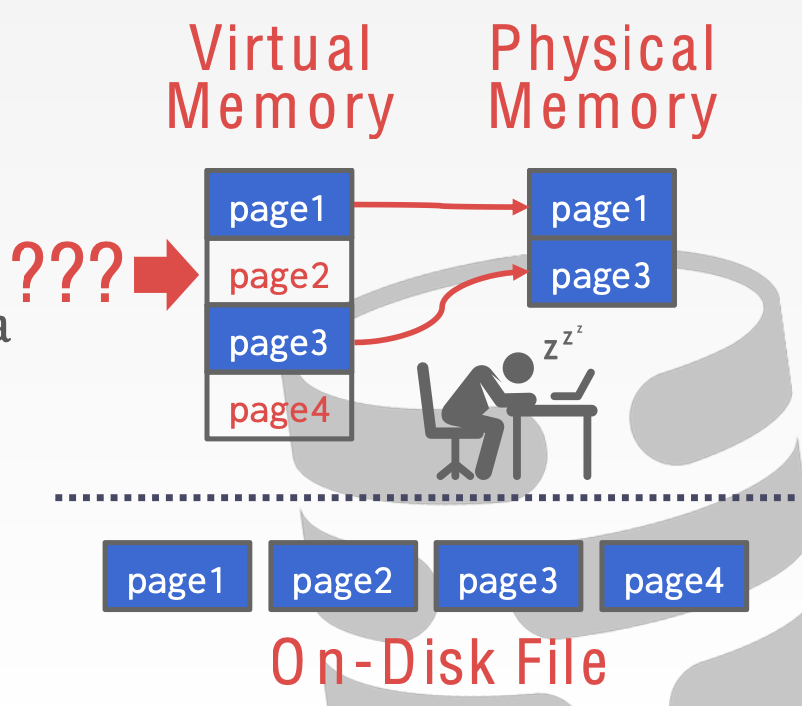 Virtual
Memory
Physical
Memory
page1
page2
page3
page4
page1
page3
???
a
z z z
page1 page2 page3 page4
On-Disk File